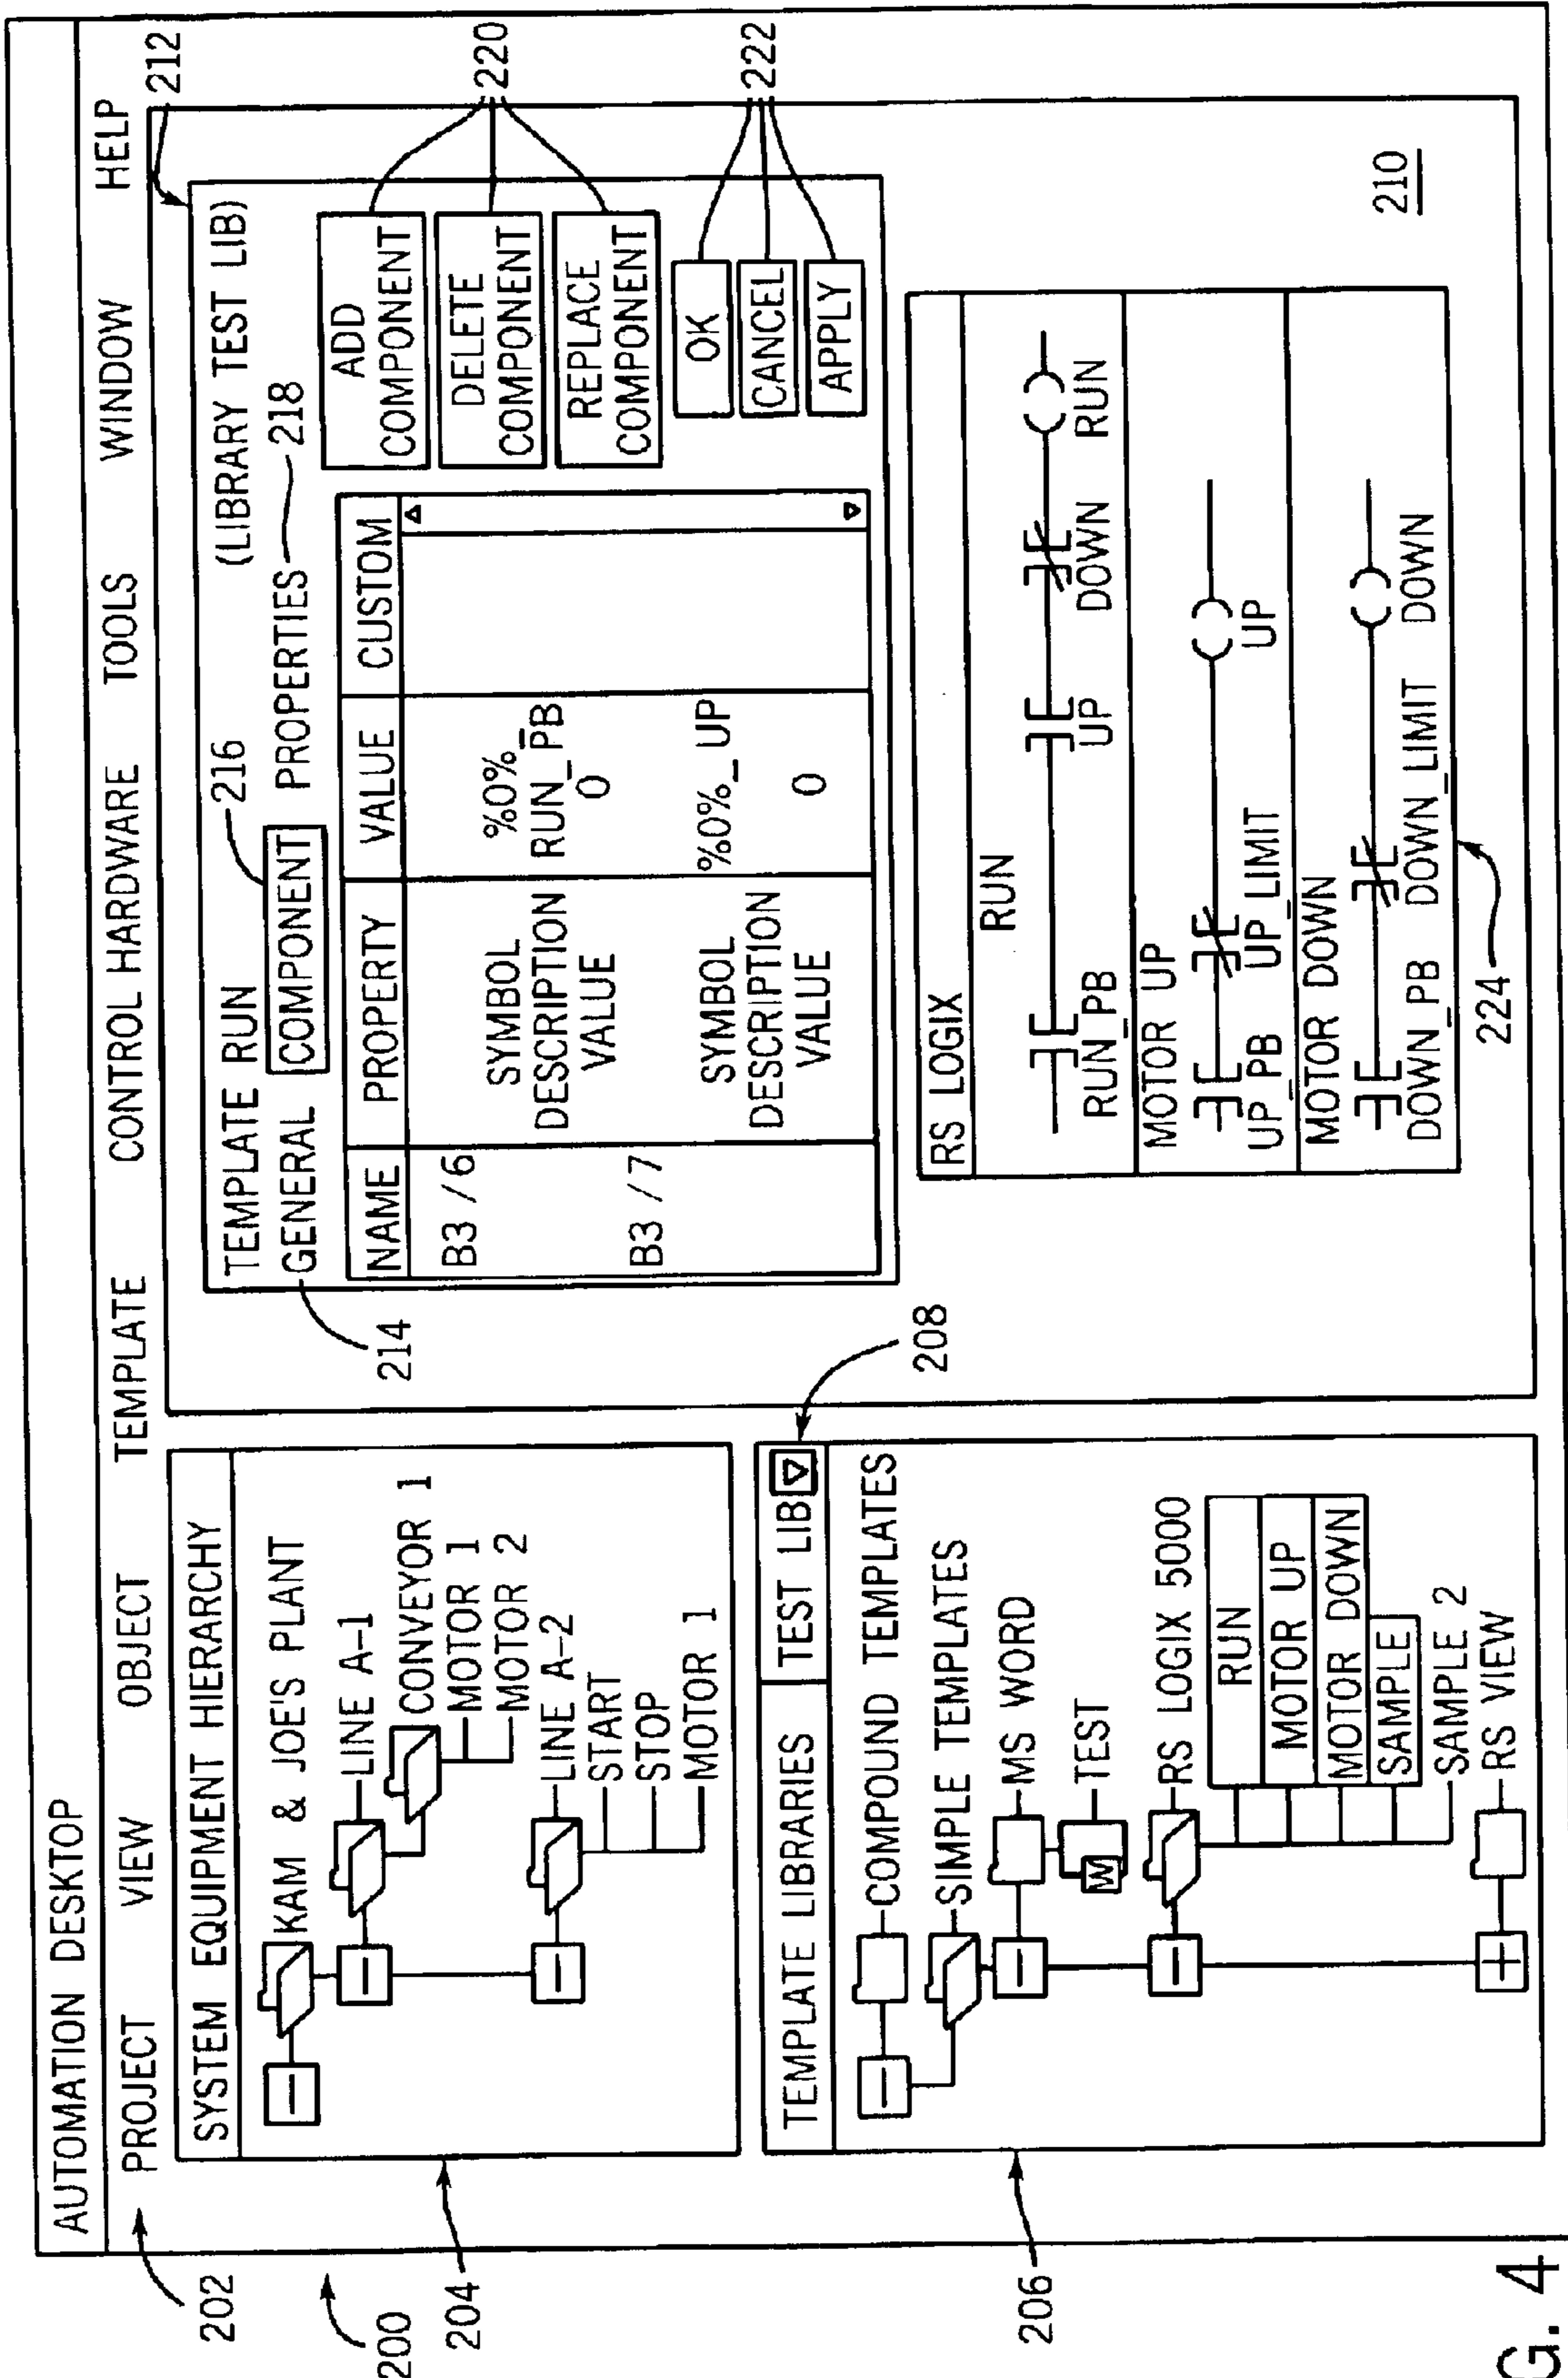 AUTOMATION DESKTOP
PROJECT VIEW OBJECT TEMPLATE CONTROL HARDWARE TOOLS WINDOW HELP
202
200
SYSTEM EQUIPMENT HIERARCHY
KAM & JOE'S PLANT
LINE A-1
CONVEYOR 1
MOTOR 1
MOTOR 2
LINE A-2
START
STOP
MOTOR 1
204
TEMPLATE LIBRARIES TEST LIB
208
COMPOUND TEMPLATES
SIMPLE TEMPLATES
MS WORD
W TEST
RS LOGIX 5000
RUN
MOTOR UP
MOTOR DOWN
SAMPLE
SAMPLE 2
RS VIEW
206
212
TEMPLATE RUN (LIBRARY TEST LIB)
216
GENERAL COMPONENT PROPERTIES 218
214
NAME PROPERTY VALUE CUSTOM
B3 /6
SYMBOL %0%_
DESCRIPTION RUN_PB
VALUE 0
B3 /7
SYMBOL %0%_UP
DESCRIPTION
VALUE 0
ADD COMPONENT
DELETE COMPONENT
REPLACE COMPONENT
220
OK
CANCEL
APPLY
222
RS LOGIX
RUN
RUN_PB UP DOWN RUN
MOTOR UP
UP_PB UP_LIMIT UP
MOTOR DOWN
DOWN_PB DOWN_LIMIT DOWN
224
210
G. 4